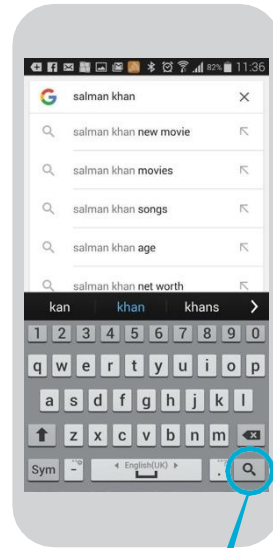 82% 11:36
salman khan
salman khan new movie
salman khan movies
salman khan songs
salman khan age
salman khan net worth
kan khan khans
1 2 3 4 5 6 7 8 9 0
q w e r t y u i o p
a s d f g h j k l
z x c v b n m
Sym English(UK) .